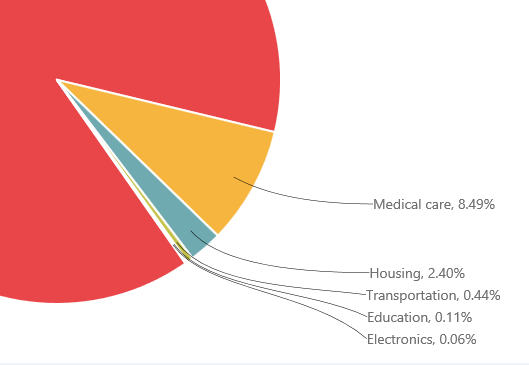 Medical care, 8.49%
Housing, 2.40%
Transportation, 0.44%
Education, 0.11%
Electronics, 0.06%